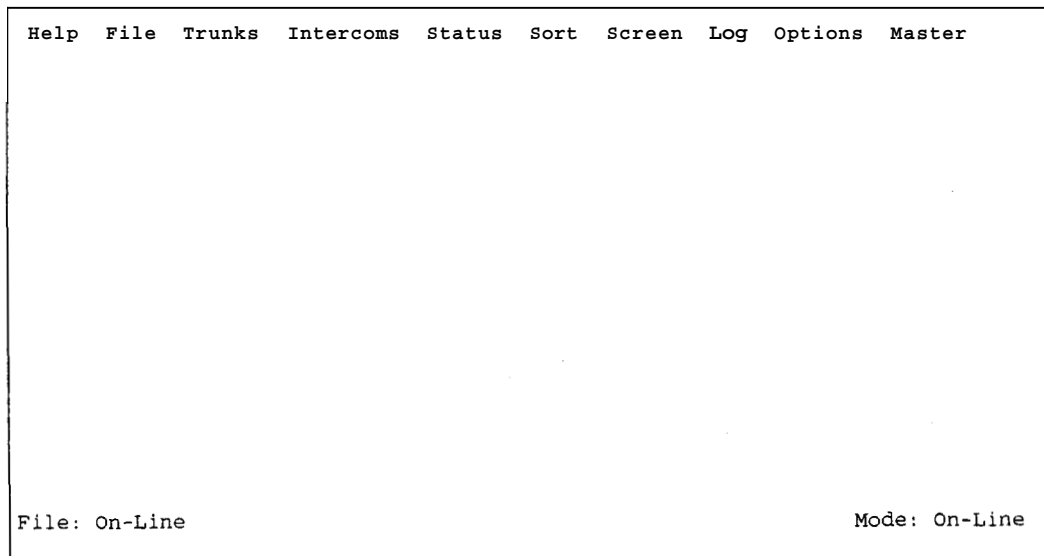 Help File Trunks Intercoms Status Sort Screen Log Options Master
File: On-Line Mode: On-Line